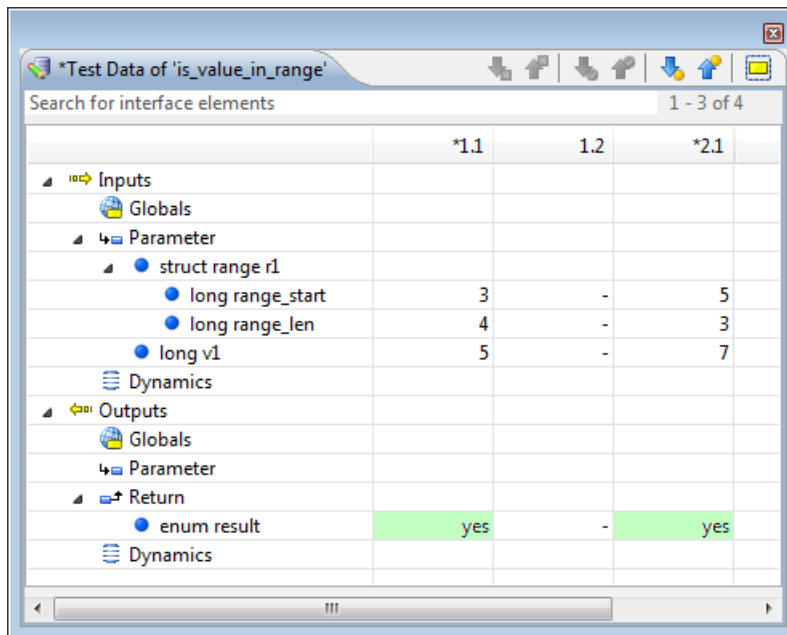 *Test Data of 'is_value_in_range'
Search for interface elements 1 - 3 of 4
*1.1 1.2 *2.1
Inputs
Globals
Parameter
struct range r1
long range_start 3 - 5
long range_len 4 - 3
long v1 5 - 7
Dynamics
Outputs
Globals
Parameter
Return
enum result yes - yes
Dynamics